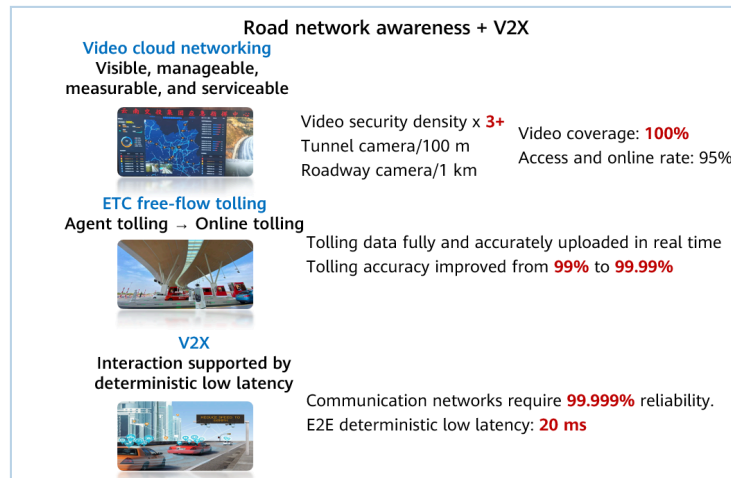 Road network awareness + V2X
Video cloud networking
Visible, manageable,
measurable, and serviceable
Video security density x 3+
Tunnel camera/100 m
Roadway camera/1 km
Video coverage: 100%
Access and online rate: 95%
ETC free-flow tolling
Agent tolling → Online tolling
Tolling data fully and accurately uploaded in real time
Tolling accuracy improved from 99% to 99.99%
V2X
Interaction supported by
deterministic low latency
Communication networks require 99.999% reliability.
E2E deterministic low latency: 20 ms